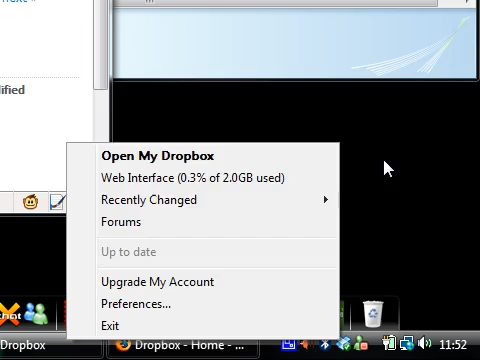 ified
Open My Dropbox
Web Interface (0.3% of 2.0GB used)
Recently Changed
Forums
Up to date
Upgrade My Account
Preferences...
Exit
Dropbox
Dropbox - Home - ...
11:52